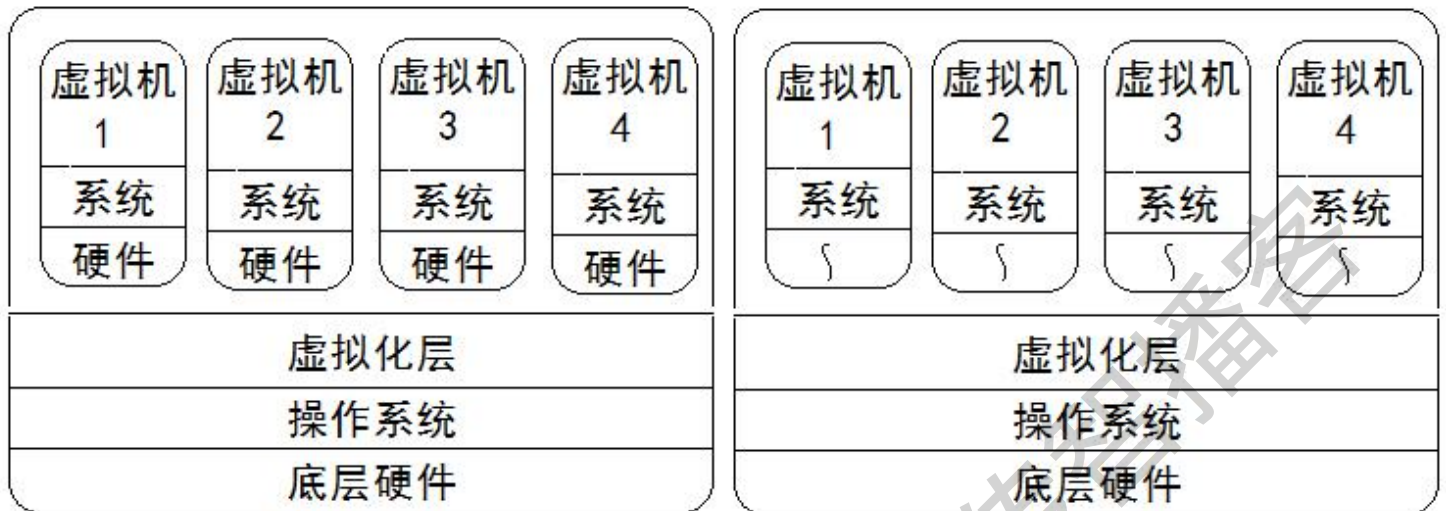 虚拟机 虚拟机 虚拟机 虚拟机
1 2 3 4
系统 系统 系统 系统
硬件 硬件 硬件 硬件
虚拟化层
操作系统
底层硬件
虚拟机 虚拟机 虚拟机 虚拟机
1 2 3 4
系统 系统 系统 系统
虚拟化层
操作系统
底层硬件
传智播客